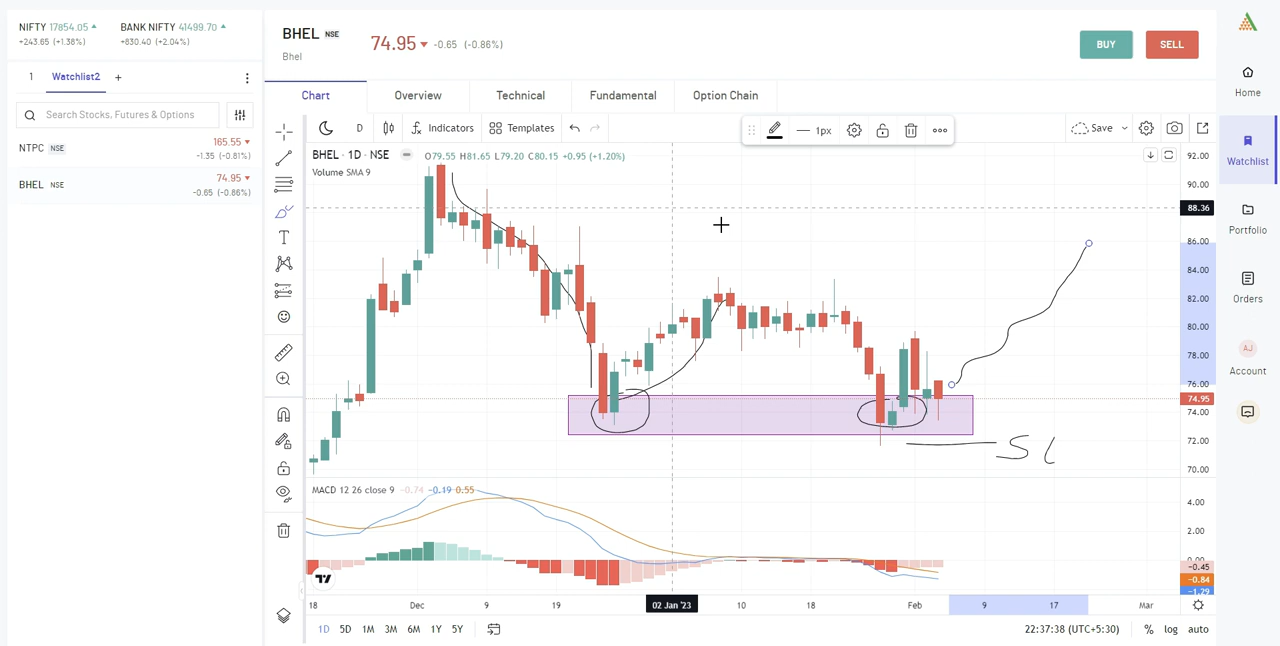 NIFTY 17854.05 BANK NIFTY 41499.70
+243.65 (+1.38%) +830.40 (+2.04%)
1 Watchlist2 +
Search Stocks, Futures & Options
NTPC NSE 165.55
-1.35 (-0.81%)
BHEL NSE 74.95
-0.65 (-0.86%)
BHEL NSE 74.95 -0.65 (-0.86%)
Bhel
BUY SELL
Chart Overview Technical Fundamental Option Chain
D Indicators Templates 1px Save
BHEL · 1D · NSE O79.55 H81.65 L79.20 C80.15 +0.95 (+1.20%)
Volume SMA 9
92.00
90.00
88.36
86.00
84.00
82.00
80.00
78.00
76.00
74.95
74.00
72.00
70.00
SL
MACD 12 26 close 9 -0.74 -0.19 0.55
4.00
2.00
0.00
-0.45
-0.84
-1.29
18 Dec 9 19 02 Jan '23 10 18 Feb 9 17 Mar
1D 5D 1M 3M 6M 1Y 5Y 22:37:38 (UTC+5:30) % log auto
Home
Watchlist
Portfolio
Orders
AJ
Account